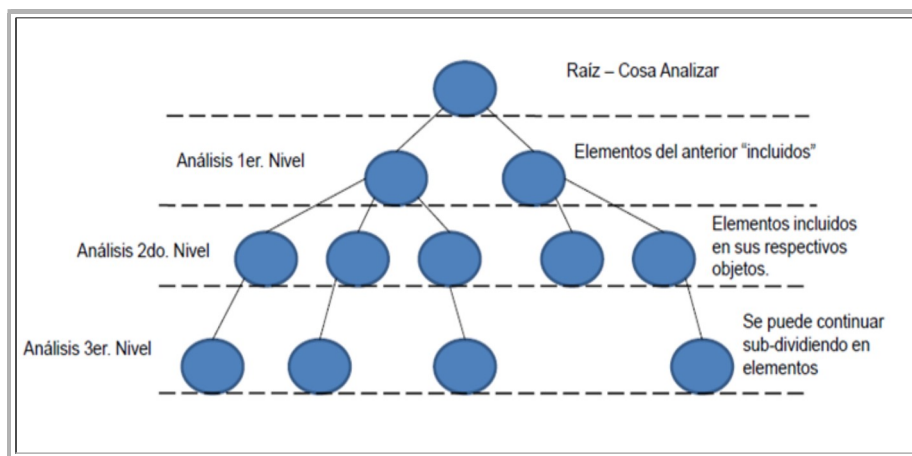 Raíz – Cosa Analizar
Análisis 1er. Nivel
Elementos del anterior “incluidos”
Análisis 2do. Nivel
Elementos incluidos
en sus respectivos
objetos.
Análisis 3er. Nivel
Se puede continuar
sub-dividiendo en
elementos